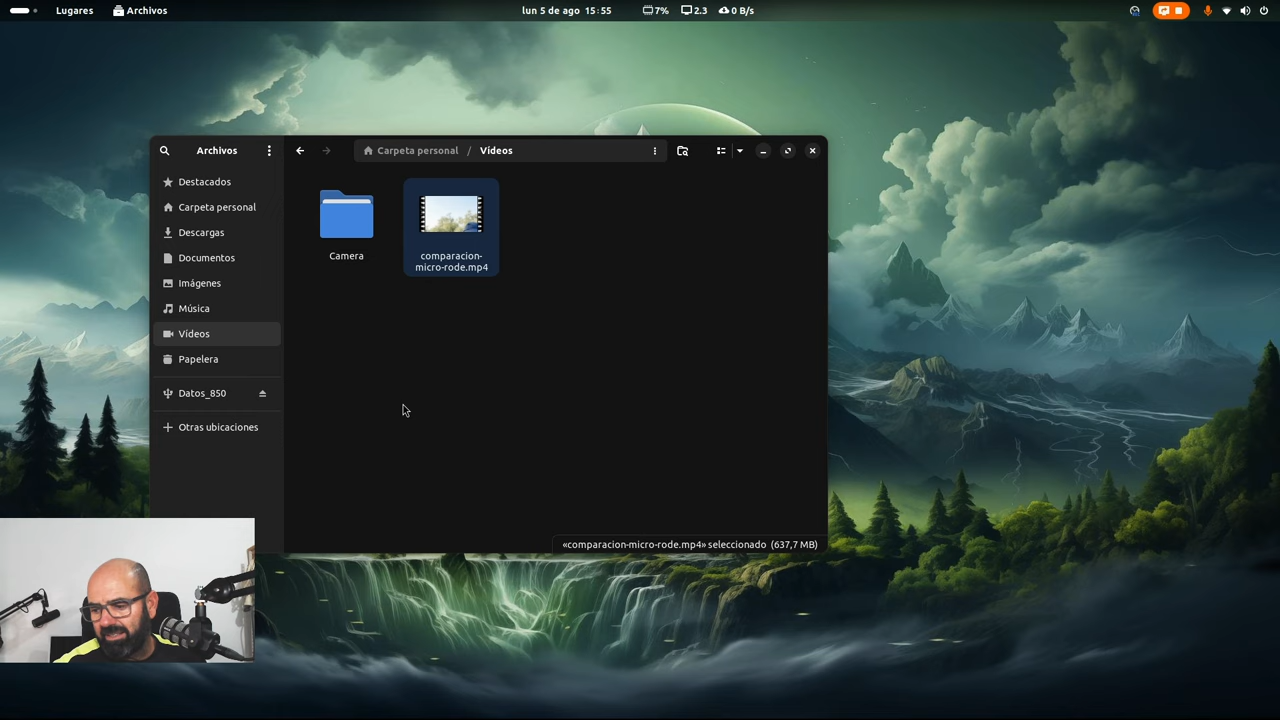 Lugares
Archivos
lun 5 de ago 15:55
7%
2.3
0 B/s
Archivos
Carpeta personal / Vídeos
Destacados
Carpeta personal
Descargas
Documentos
Imágenes
Música
Vídeos
Papelera
Datos_850
Otras ubicaciones
Camera
comparacion-
micro-rode.mp4
«comparacion-micro-rode.mp4» seleccionado (637,7 MB)